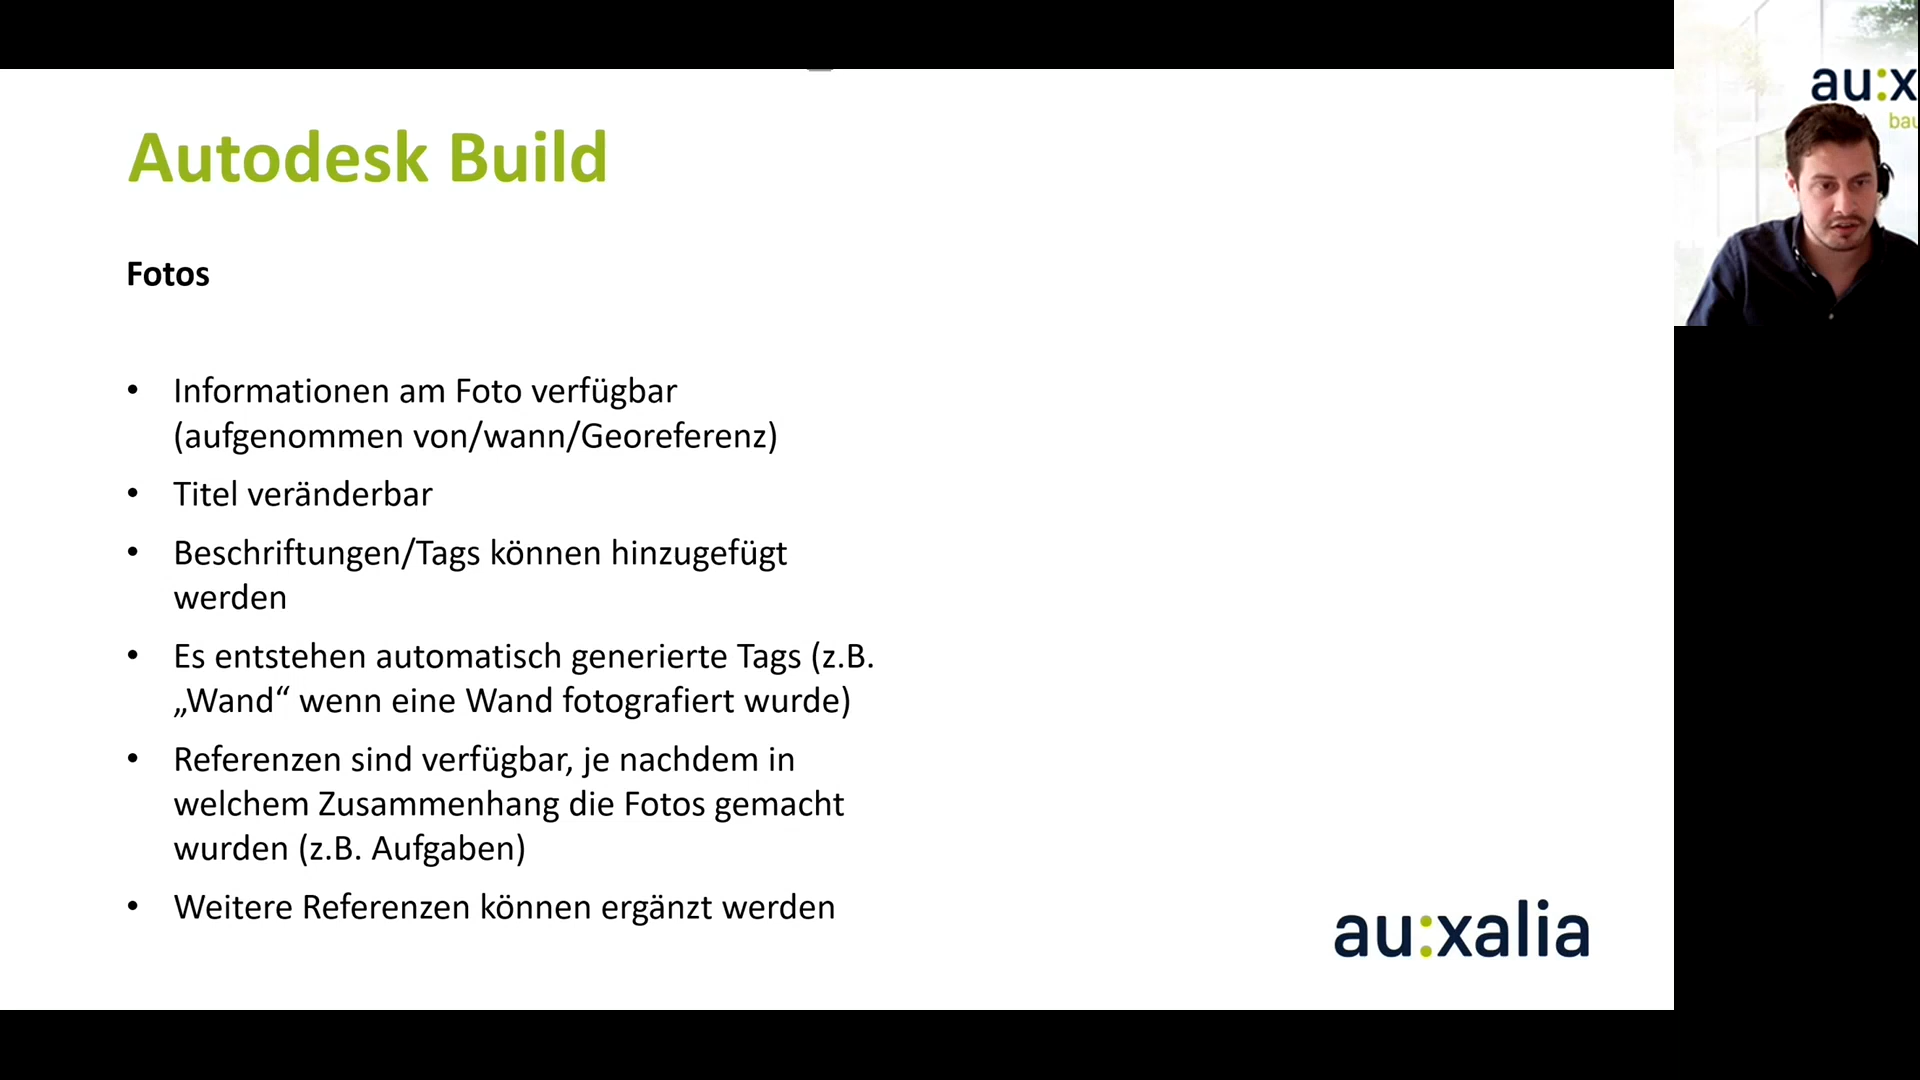 Autodesk Build
Fotos
• Informationen am Foto verfügbar
(aufgenommen von/wann/Georeferenz)
• Titel veränderbar
• Beschriftungen/Tags können hinzugefügt
werden
• Es entstehen automatisch generierte Tags (z.B.
„Wand“ wenn eine Wand fotografiert wurde)
• Referenzen sind verfügbar, je nachdem in
welchem Zusammenhang die Fotos gemacht
wurden (z.B. Aufgaben)
• Weitere Referenzen können ergänzt werden
au:xalia
au:x
bau